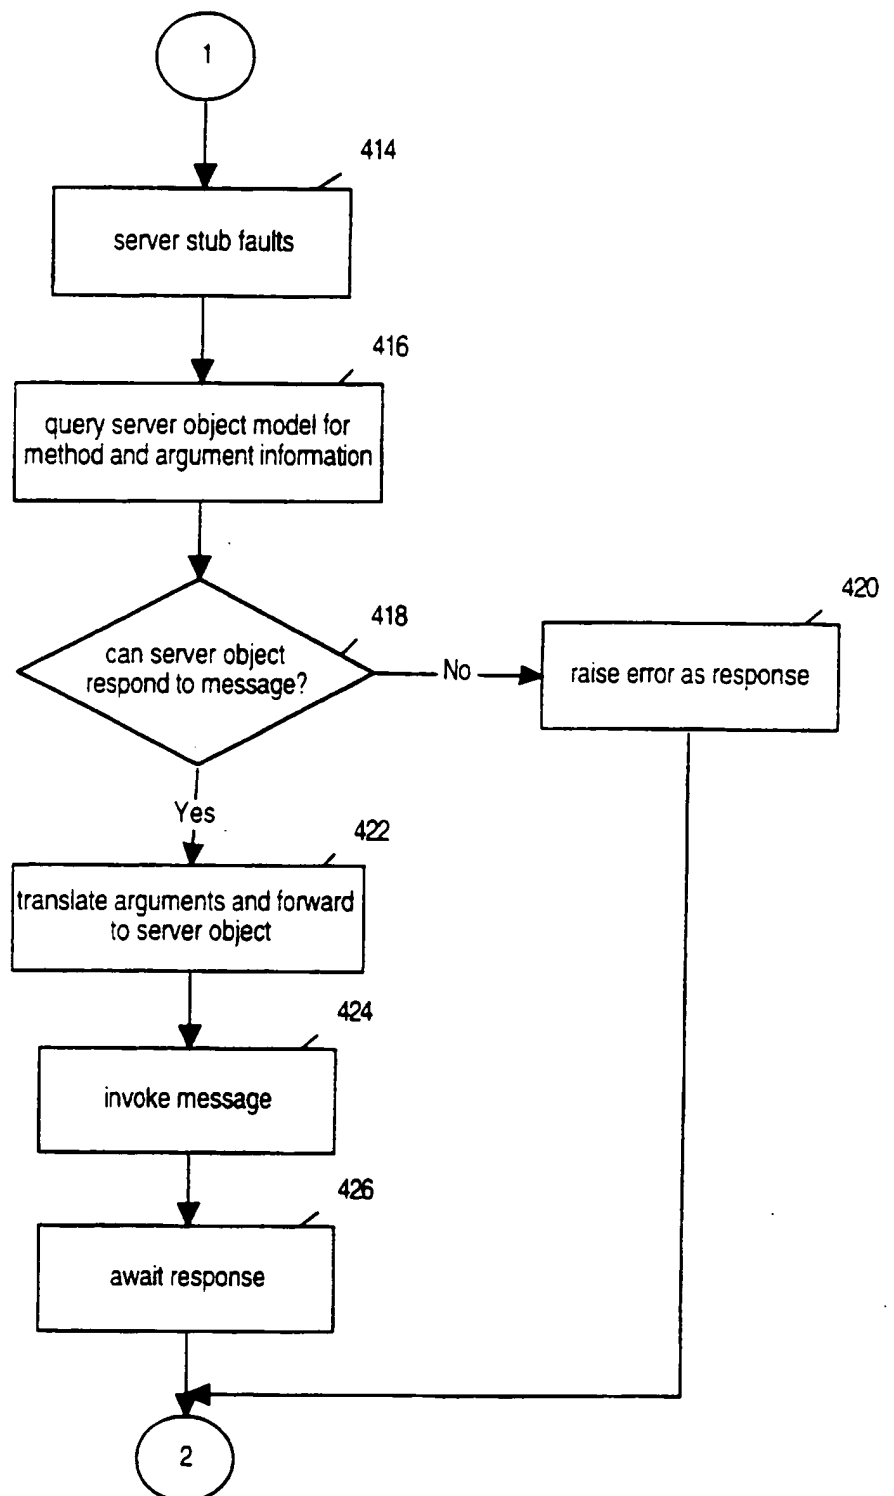 1
414
server stub faults
416
query server object model for
method and argument information
418
can server object
respond to message?
No
420
raise error as response
Yes
422
translate arguments and forward
to server object
424
invoke message
426
await response
2